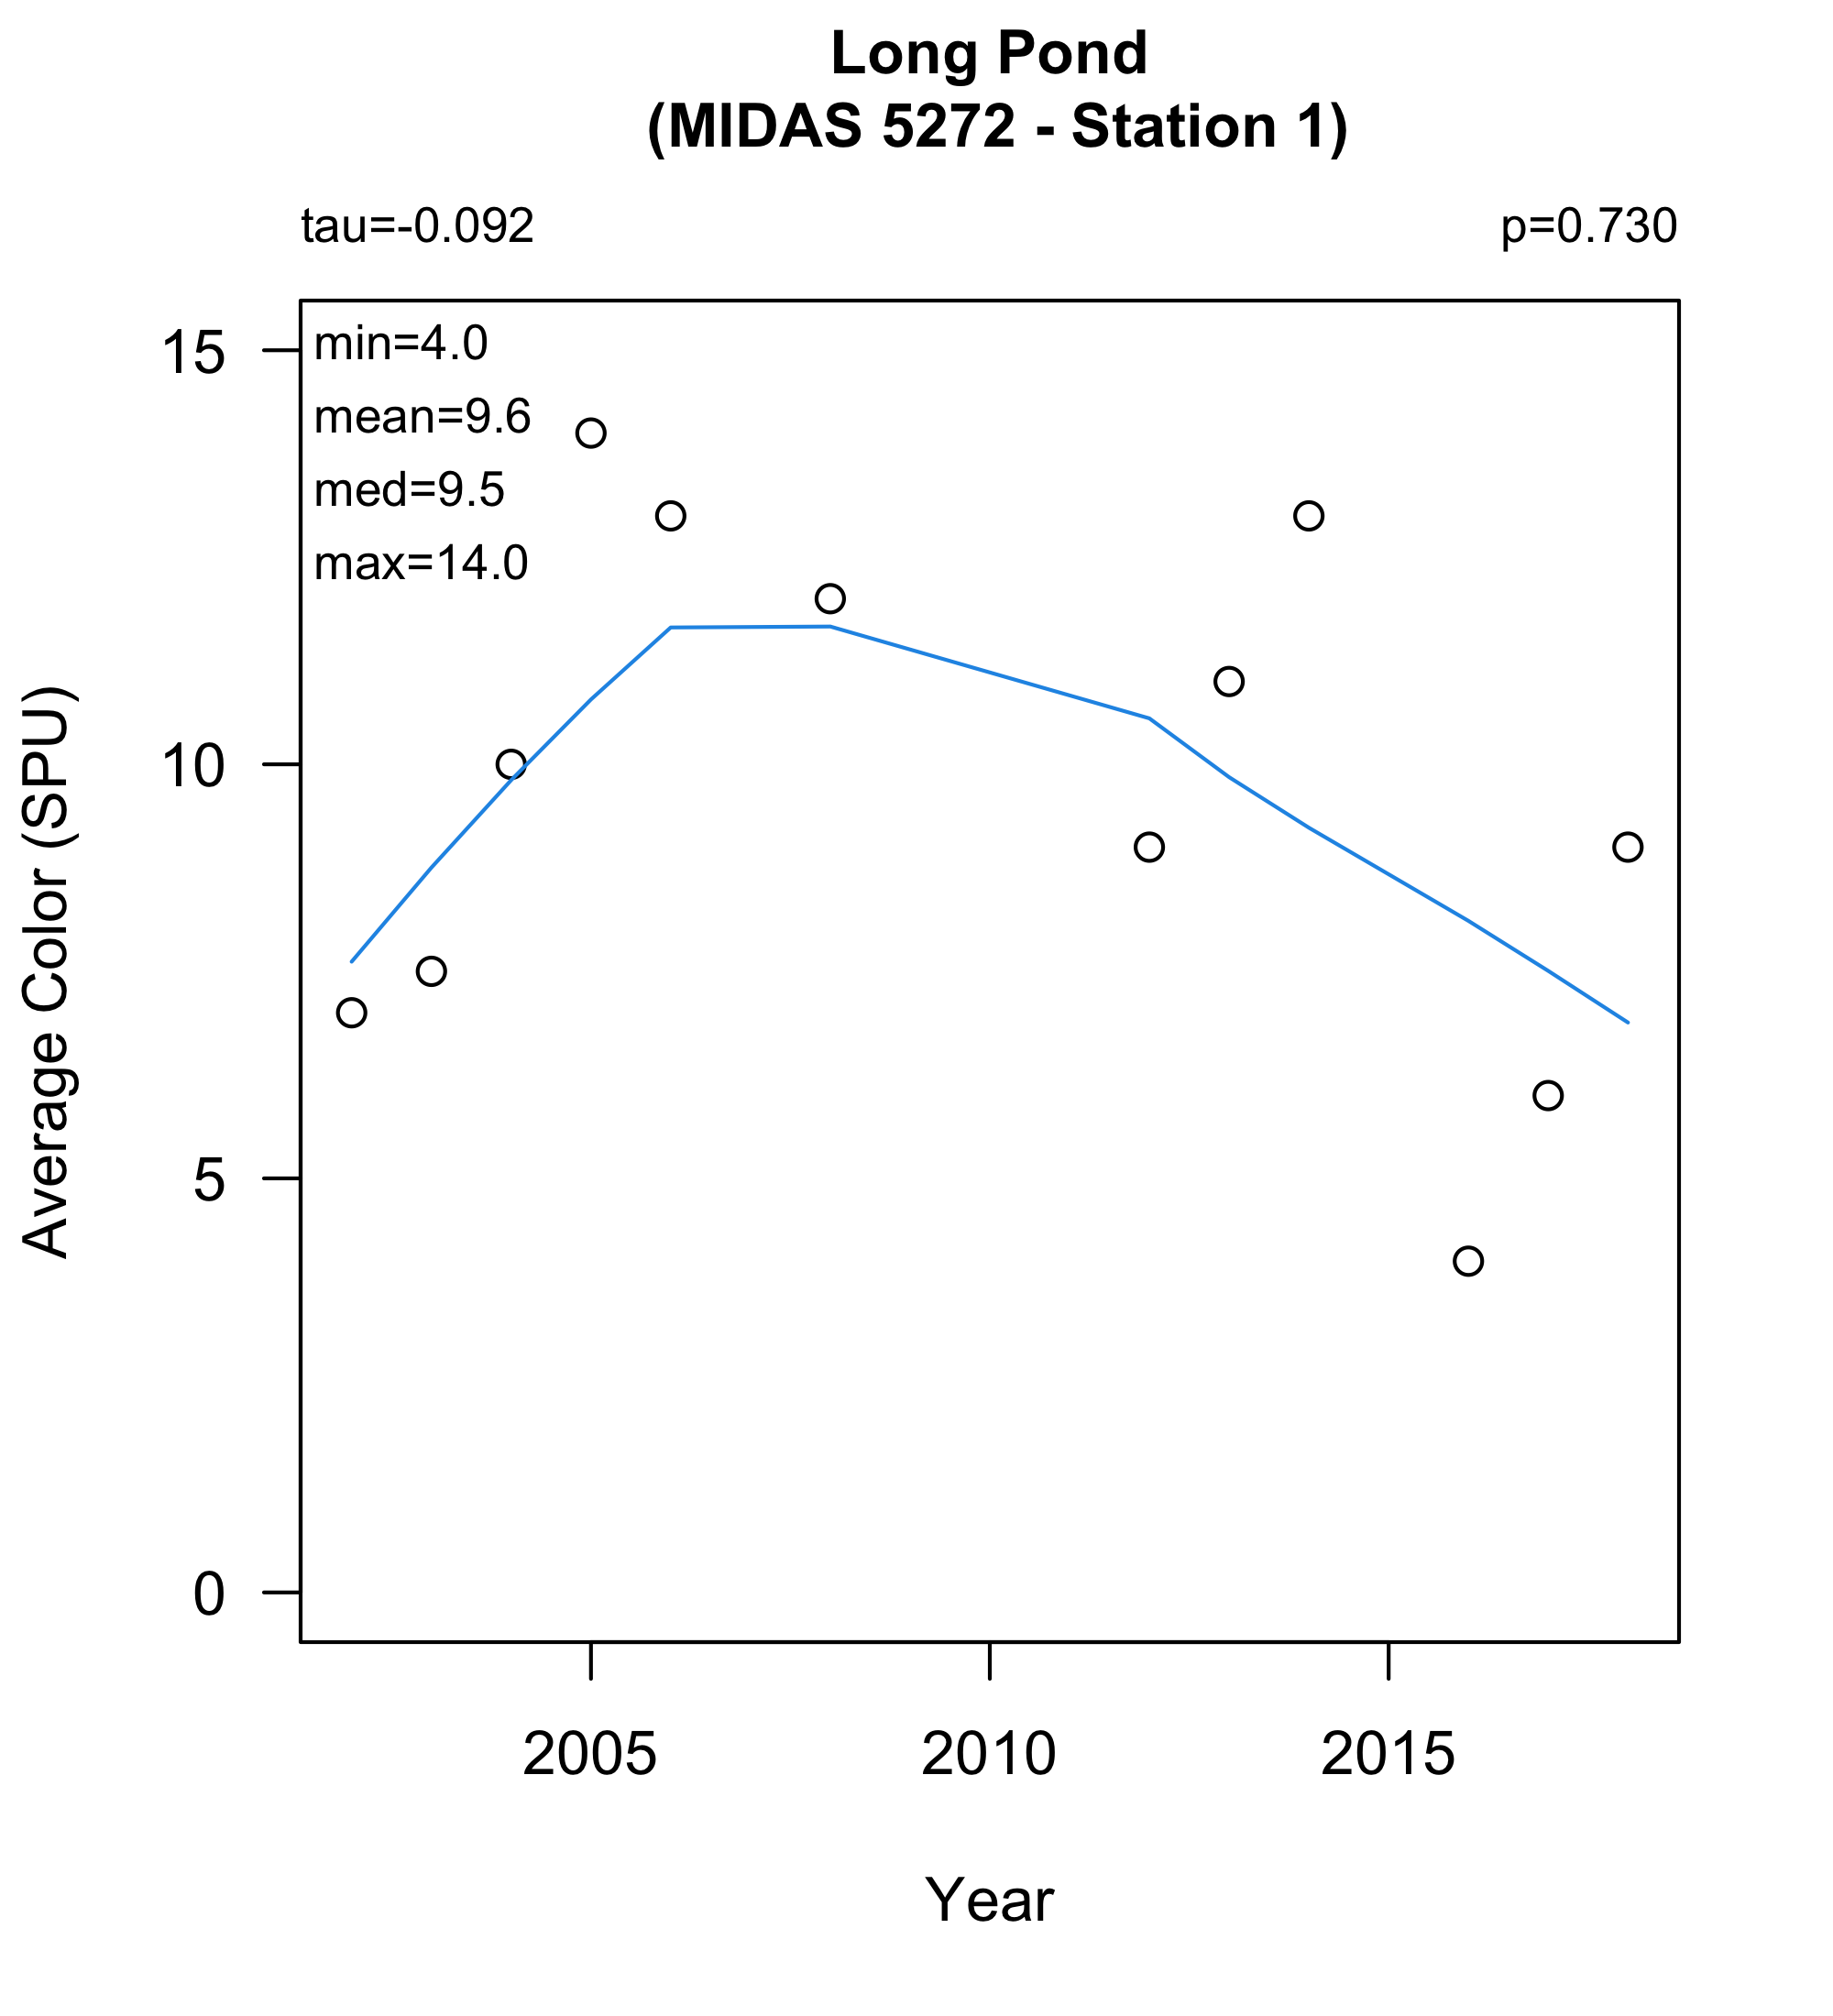 Long Pond
(MIDAS 5272 - Station 1)
tau=-0.092
p=0.730
min=4.0
mean=9.6
med=9.5
max=14.0
15
10
5
0
Average Color (SPU)
2005
2010
2015
Year